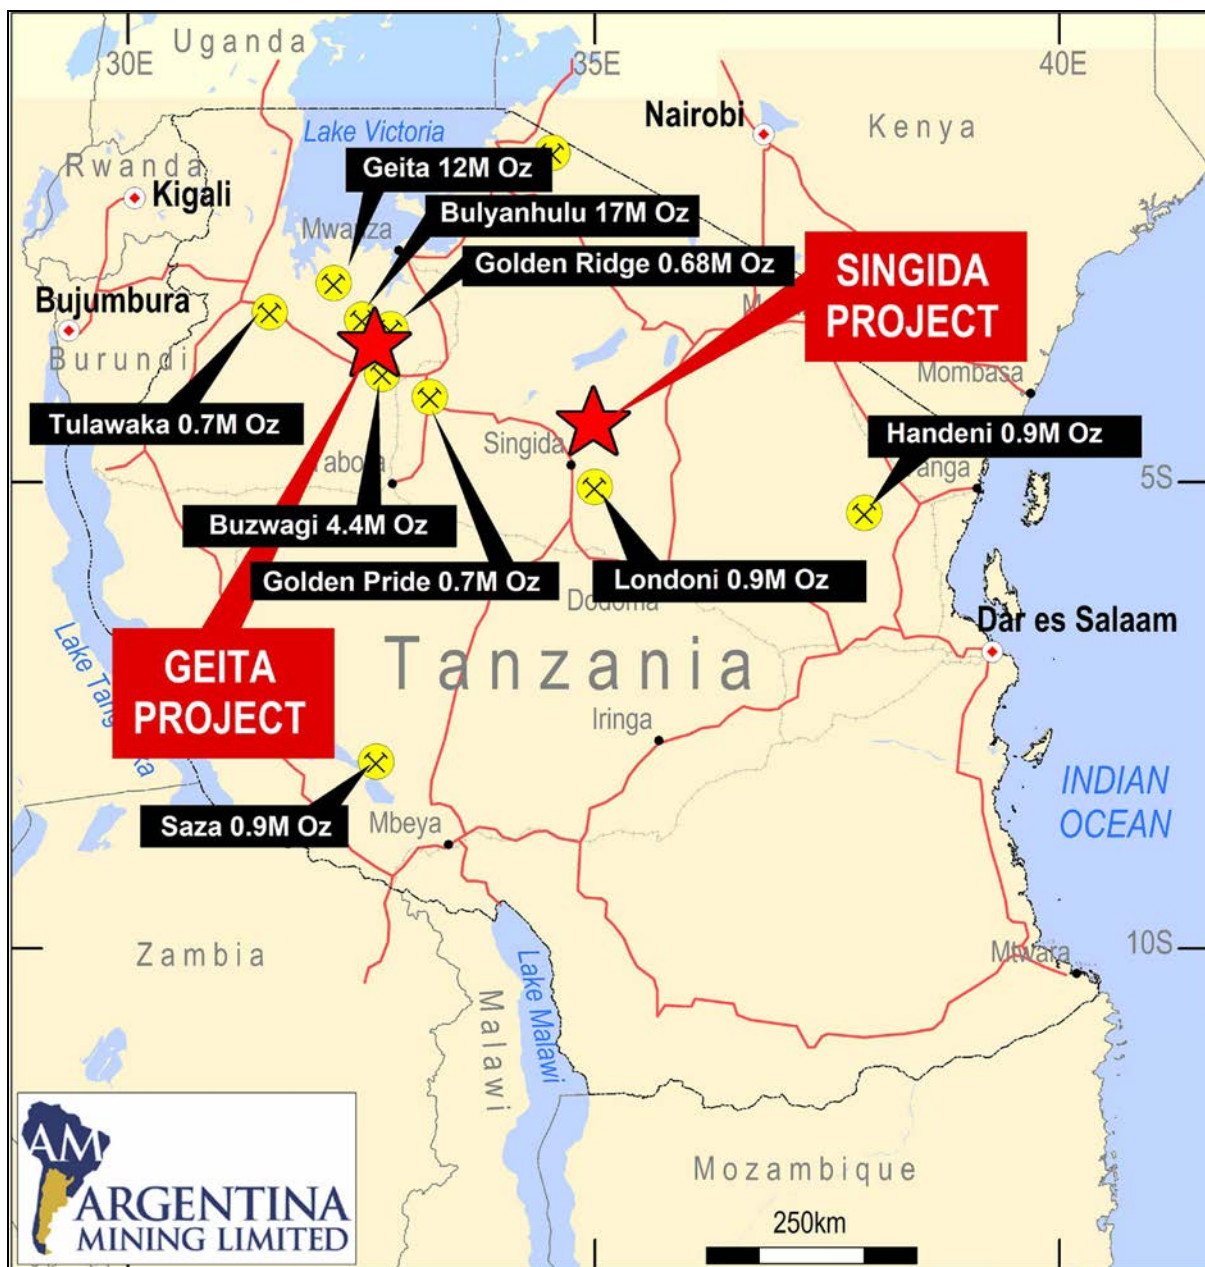 Uganda
30E
35E
40E
Lake Victoria
Nairobi
Kenya
Rwanda
Kigali
Geita 12M Oz
Bulyanhulu 17M Oz
Mwanza
Golden Ridge 0.68M Oz
SINGIDA
PROJECT
Bujumbura
Burundi
Mombasa
Tulawaka 0.7M Oz
Singida
Handeni 0.9M Oz
5S
Buzwagi 4.4M Oz
Golden Pride 0.7M Oz
Londoni 0.9M Oz
Dodoma
Dar es Salaam
Tanzania
GEITA
PROJECT
Iringa
INDIAN
OCEAN
Saza 0.9M Oz
Mbeya
Zambia
Lake Malawi
Malawi
Mtwara
10S
Mozambique
250km
AM
ARGENTINA
MINING LIMITED